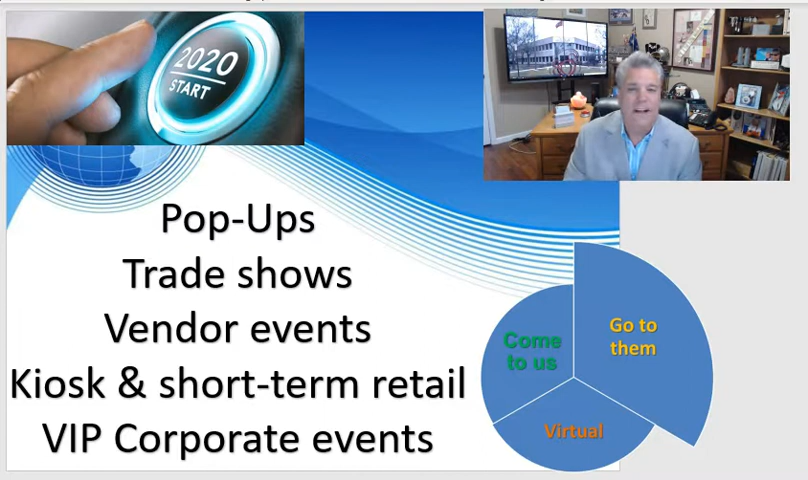 2020
START
Pop-Ups
Trade shows
Vendor events
Kiosk & short-term retail
VIP Corporate events
Come
to us
Go to
them
Virtual